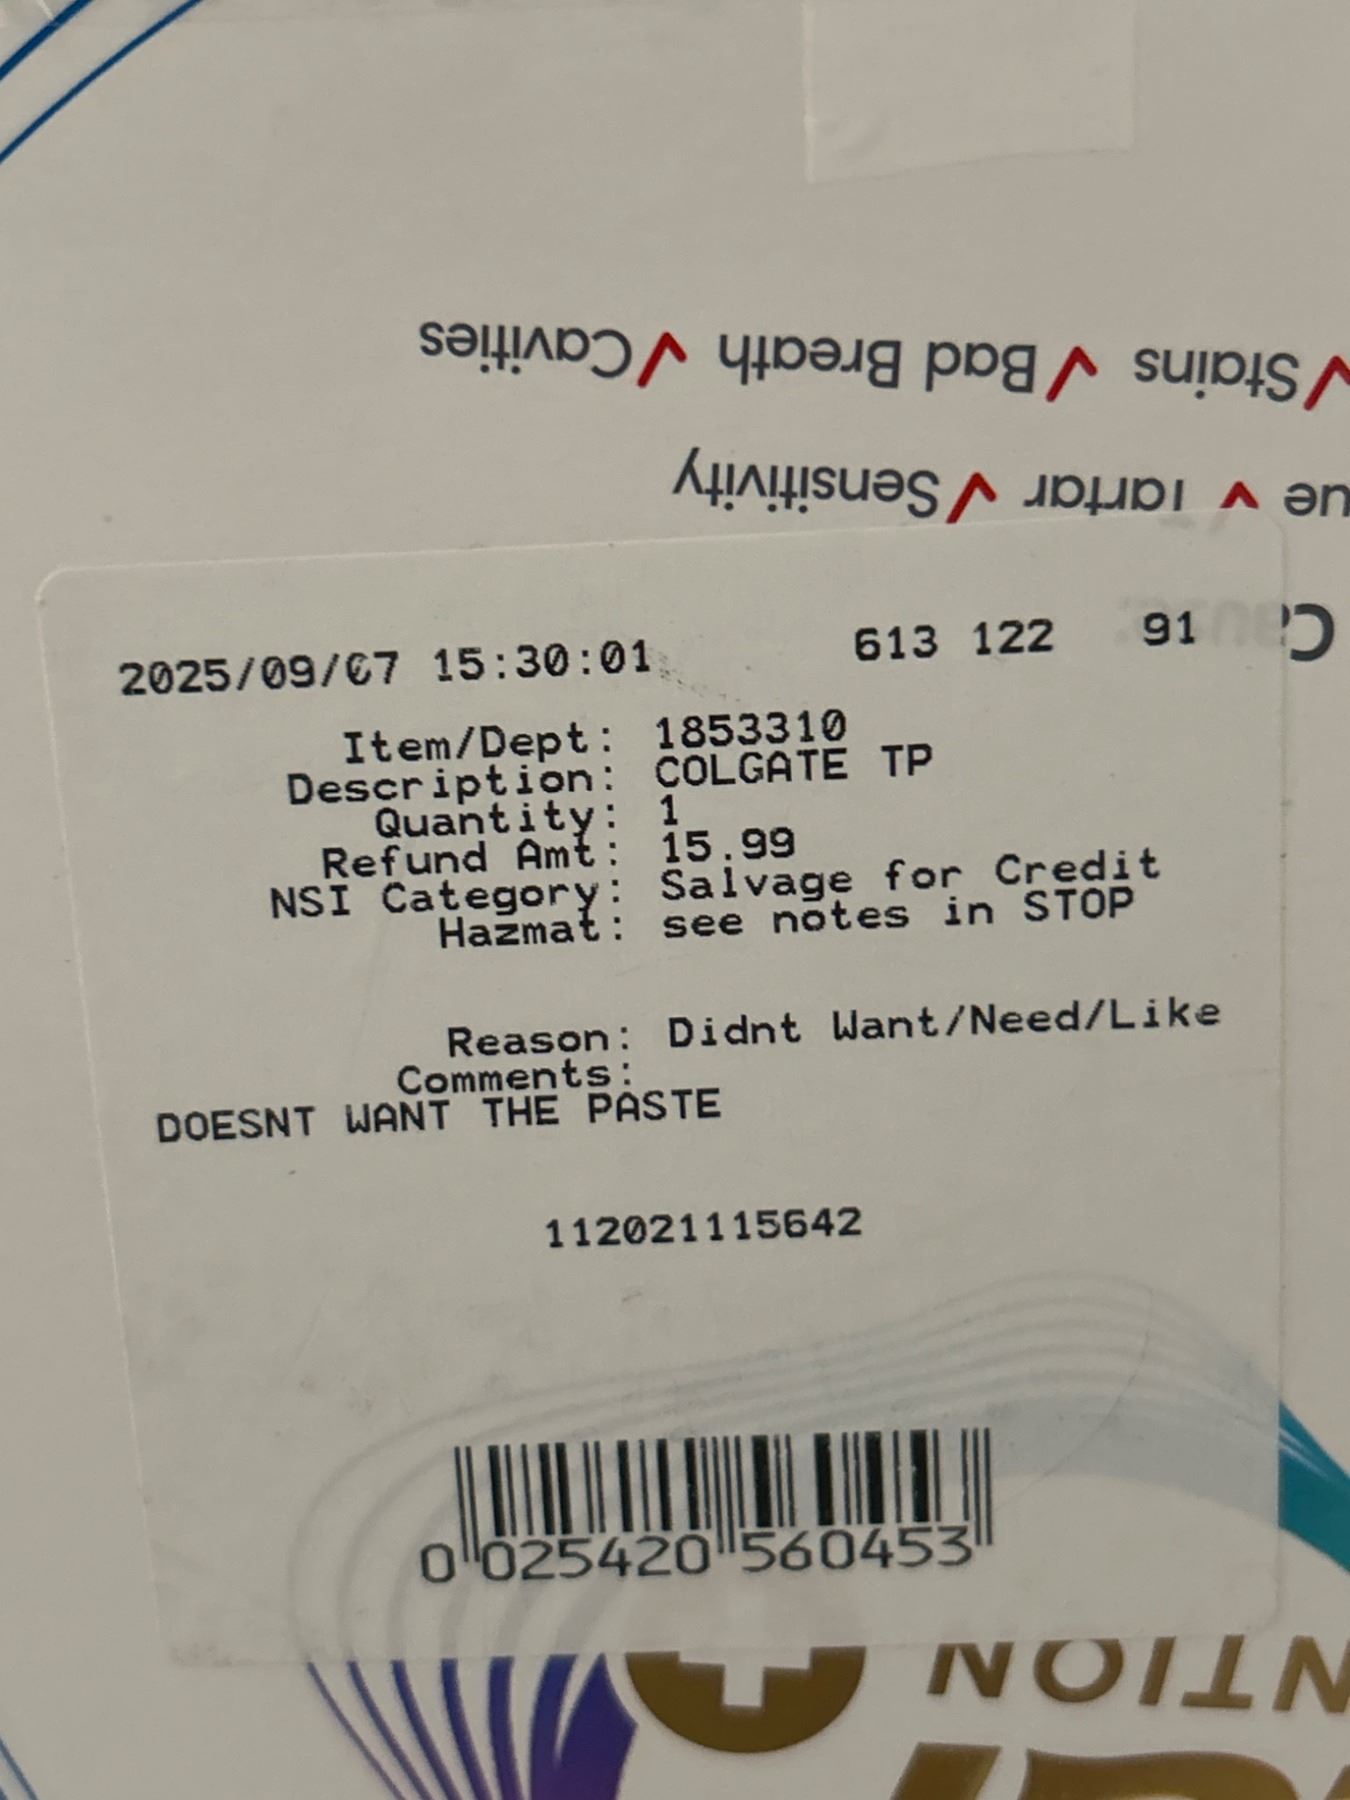 ✓Stains ✓Bad Breath ✓Cavities
ue ✓Tartar ✓Sensitivity
2025/09/07 15:30:01 613 122 91
Item/Dept: 1853310
Description: COLGATE TP
Quantity: 1
Refund Amt: 15.99
NSI Category: Salvage for Credit
Hazmat: see notes in STOP
Reason: Didnt Want/Need/Like
Comments:
DOESNT WANT THE PASTE
112021115642
0 025420 560453
NTION